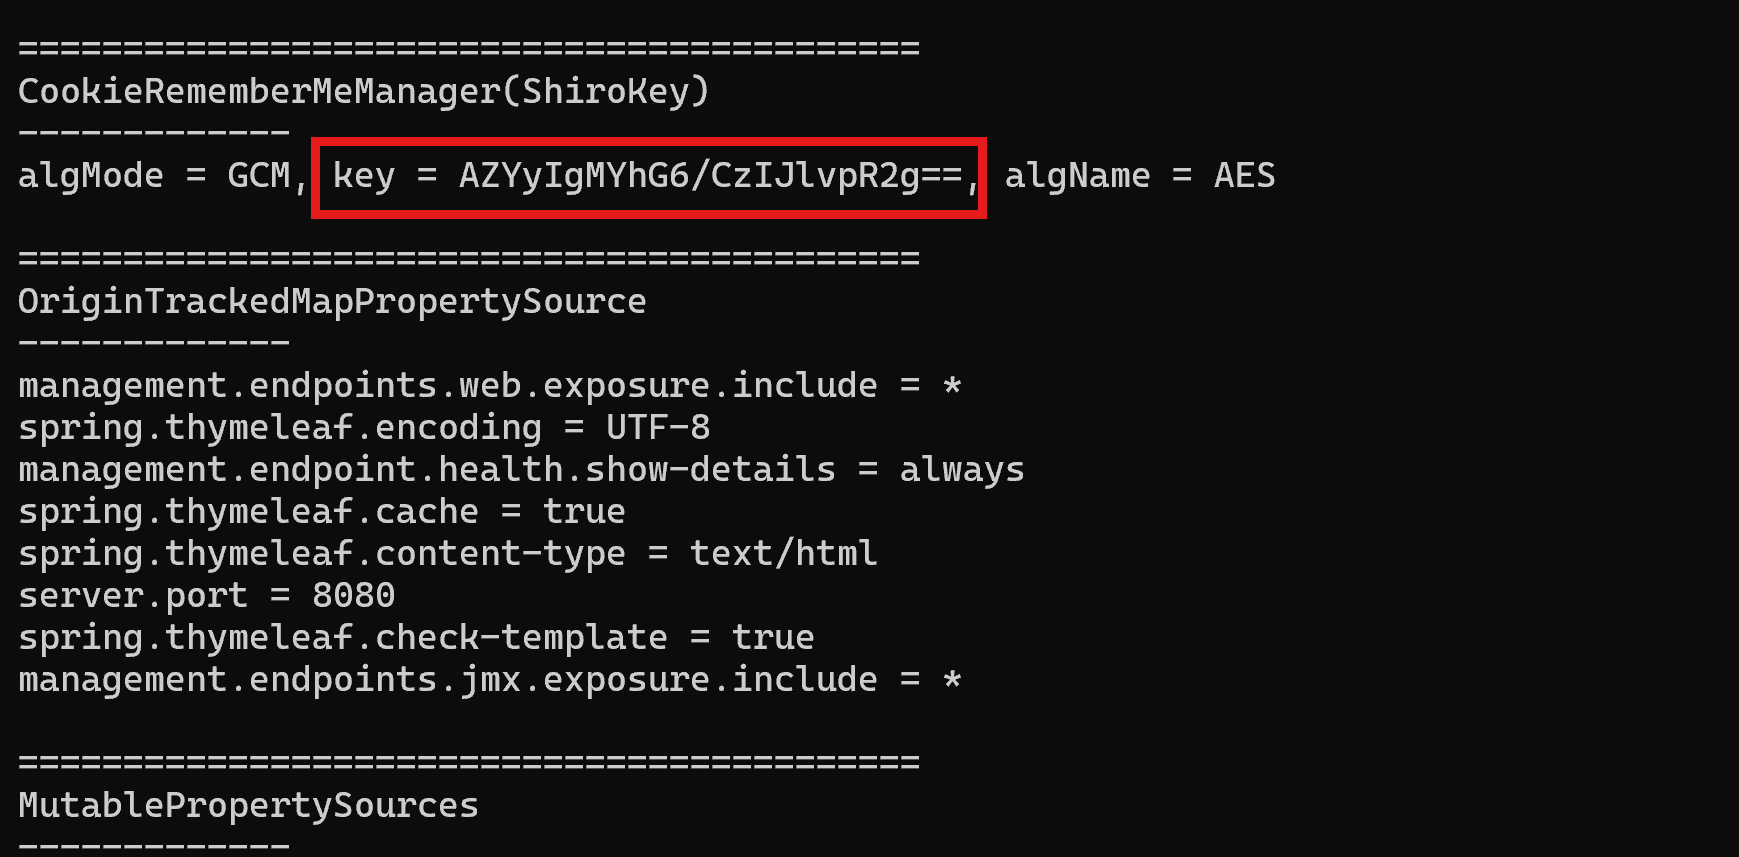 ===========================================
CookieRememberMeManager(ShiroKey)
-------------
algMode = GCM, key = AZYyIgMYhG6/CzIJlvpR2g==, algName = AES
===========================================
OriginTrackedMapPropertySource
-------------
management.endpoints.web.exposure.include = *
spring.thymeleaf.encoding = UTF-8
management.endpoint.health.show-details = always
spring.thymeleaf.cache = true
spring.thymeleaf.content-type = text/html
server.port = 8080
spring.thymeleaf.check-template = true
management.endpoints.jmx.exposure.include = *
===========================================
MutablePropertySources
-------------